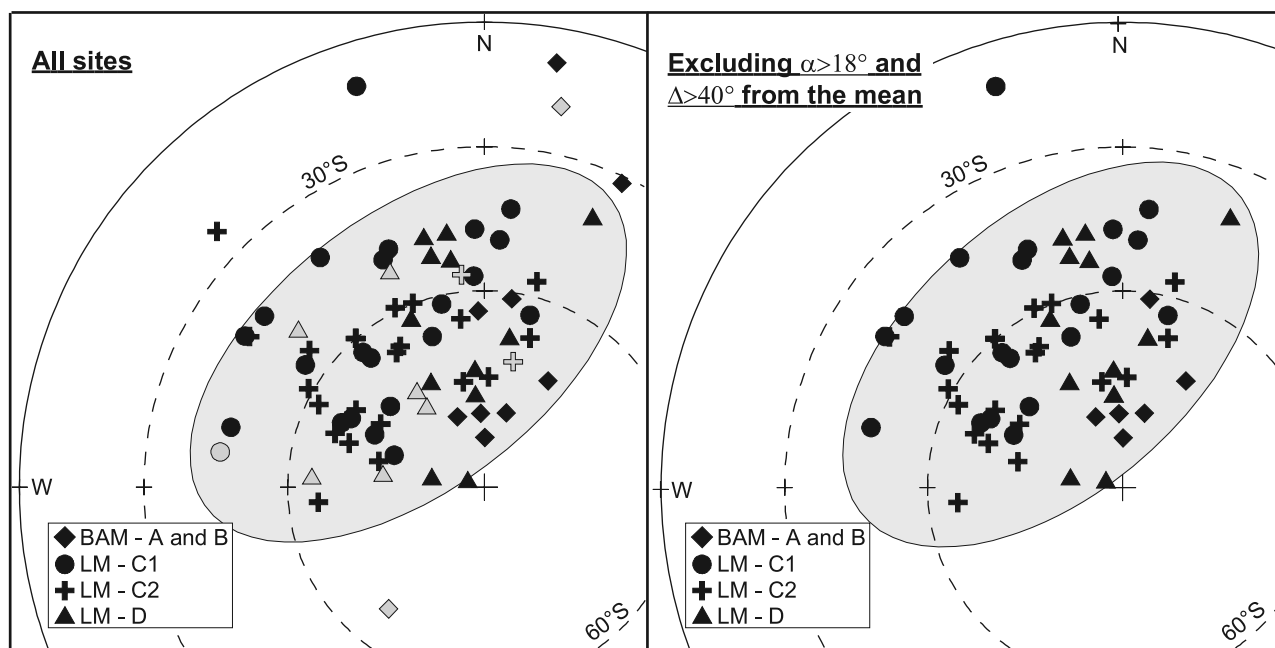 All sites
N
30°S
W
BAM - A and B
LM - C1
LM - C2
LM - D
60°S
Excluding α>18° and
Δ>40° from the mean
N
30°S
W
BAM - A and B
LM - C1
LM - C2
LM - D
60°S